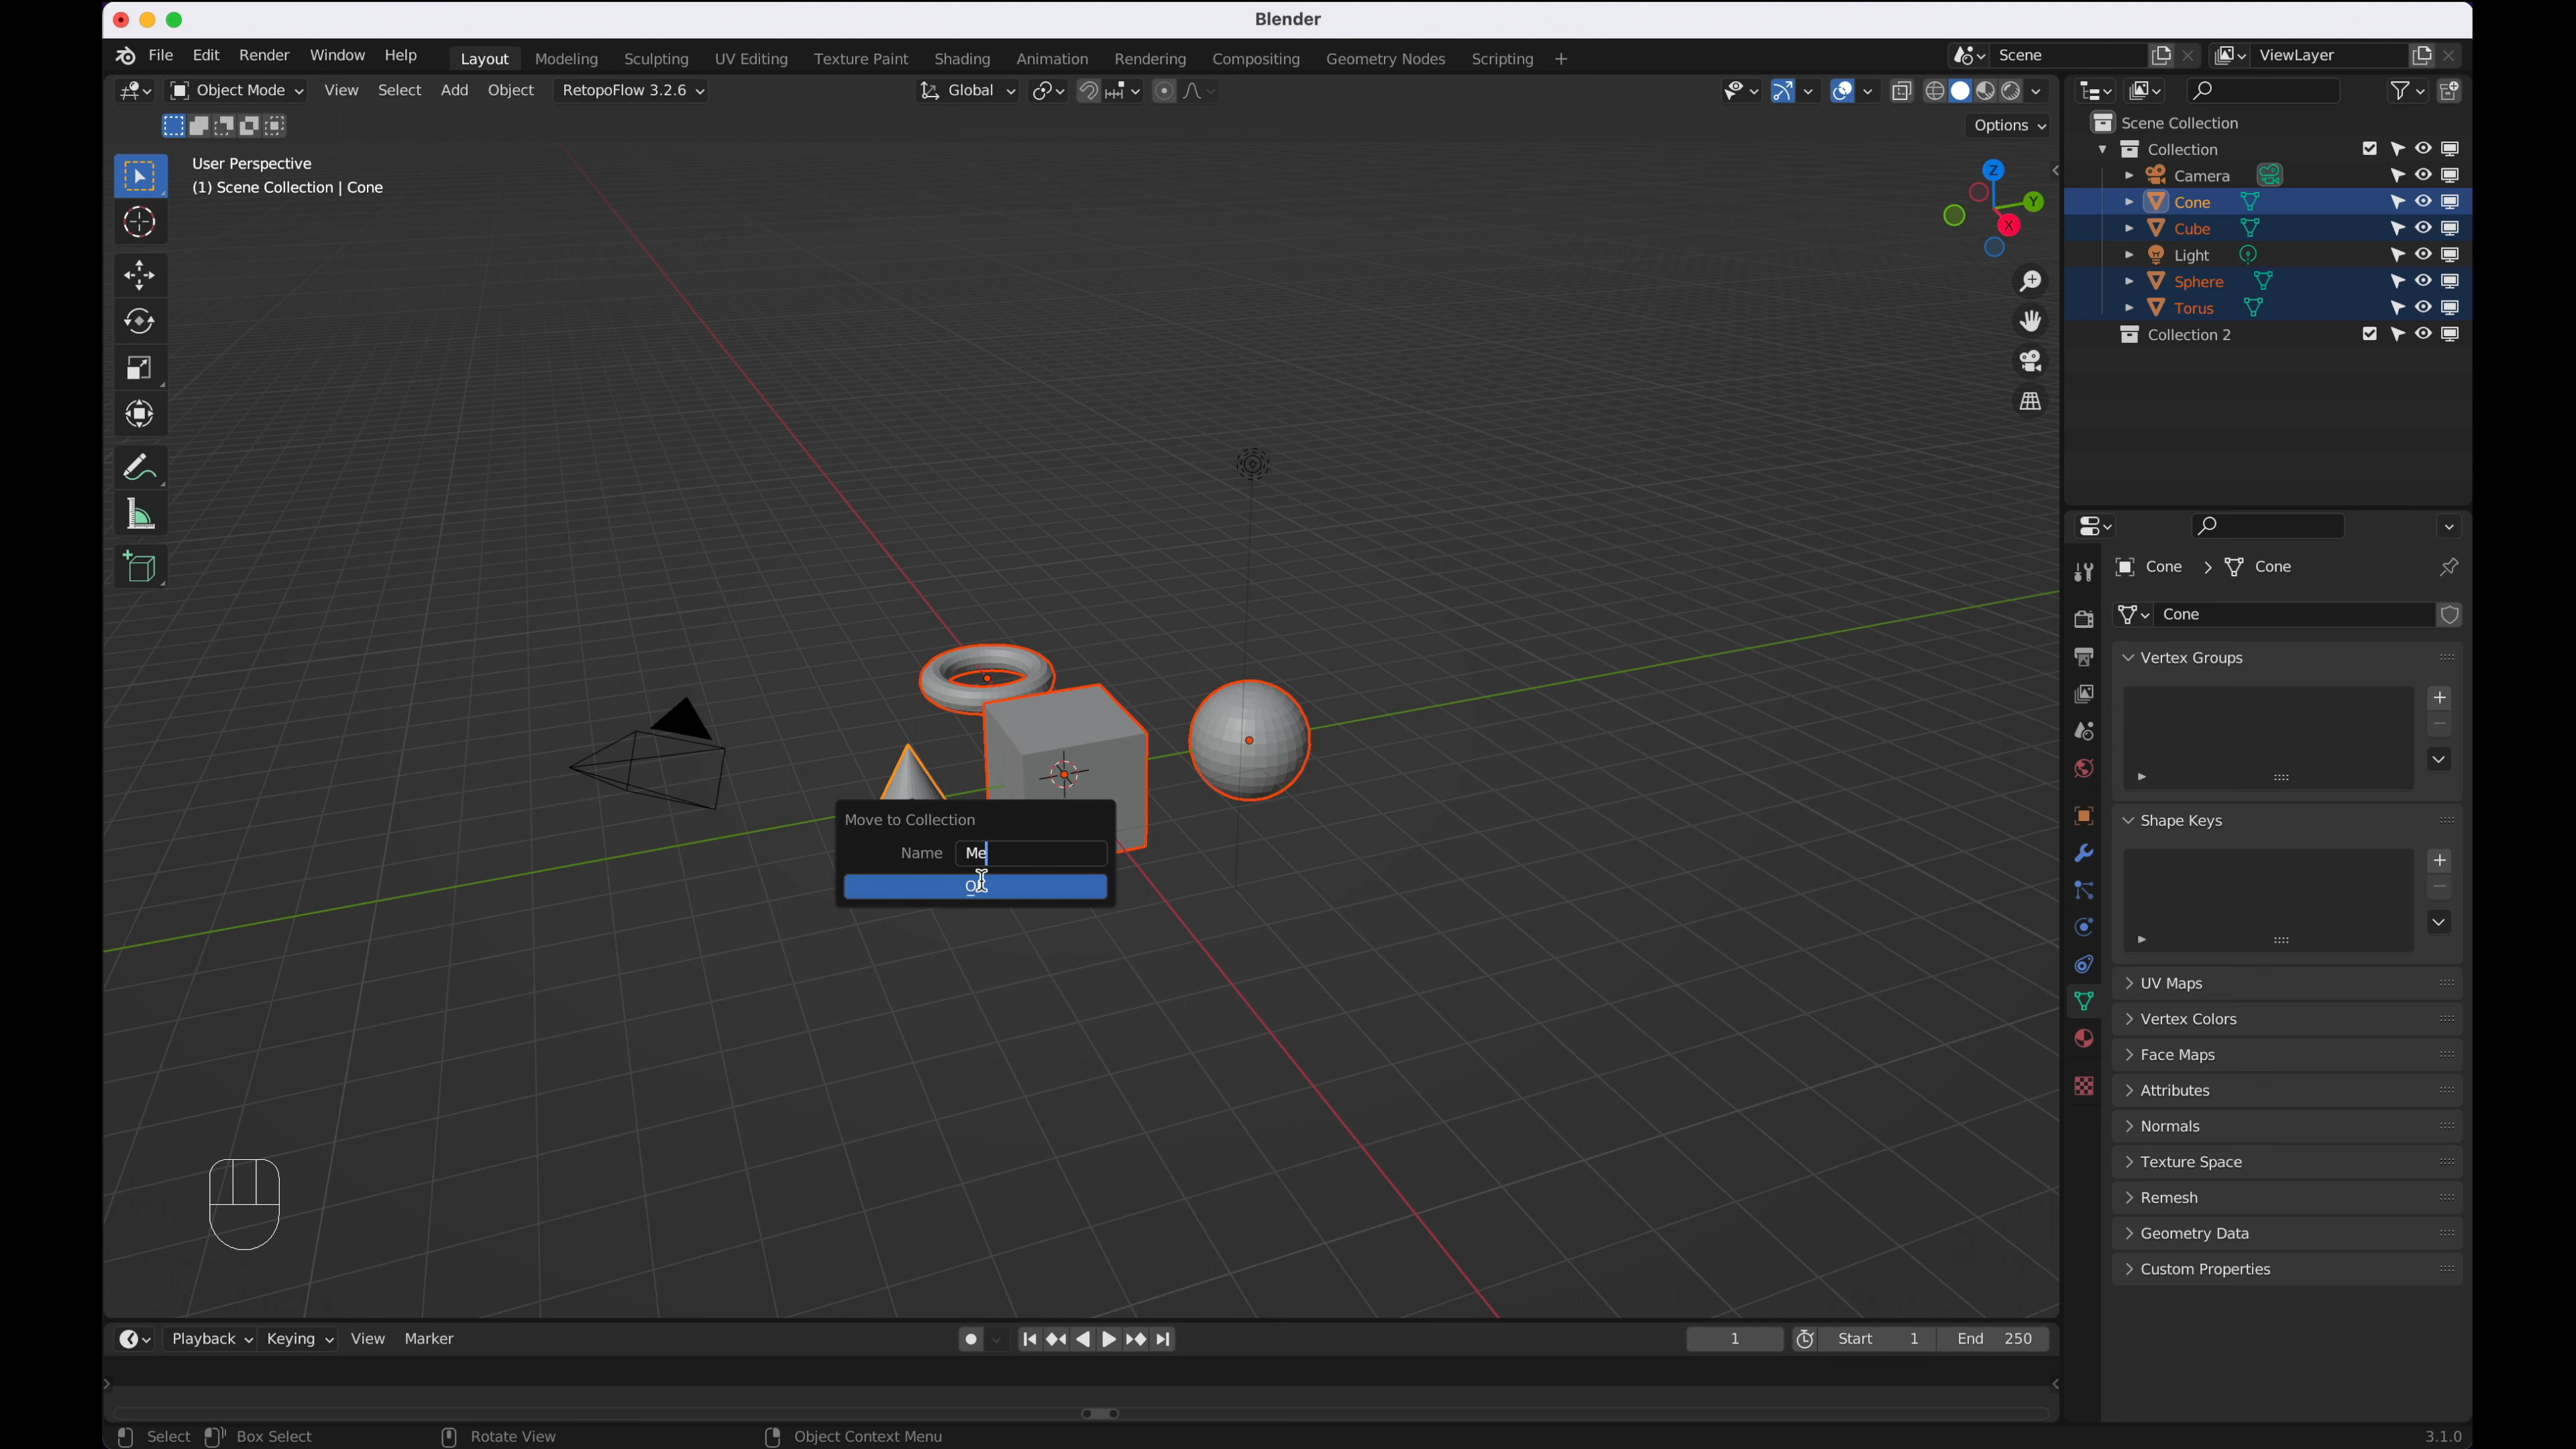 Blender
File Edit Render Window Help Layout Modeling Sculpting UV Editing Texture Paint Shading Animation Rendering Compositing Geometry Nodes Scripting + Scene ViewLayer
Object Mode View Select Add Object RetopoFlow 3.2.6 Global
Options
User Perspective
(1) Scene Collection | Cone
Z
Y
X
Scene Collection
Collection
Camera
Cone
Cube
Light
Sphere
Torus
Collection 2
Move to Collection
Name Me
Cone > Cone
Cone
Vertex Groups
Shape Keys
UV Maps
Vertex Colors
Face Maps
Attributes
Normals
Texture Space
Remesh
Geometry Data
Custom Properties
Playback Keying View Marker 1 Start 1 End 250
Select Box Select Rotate View Object Context Menu 3.1.0